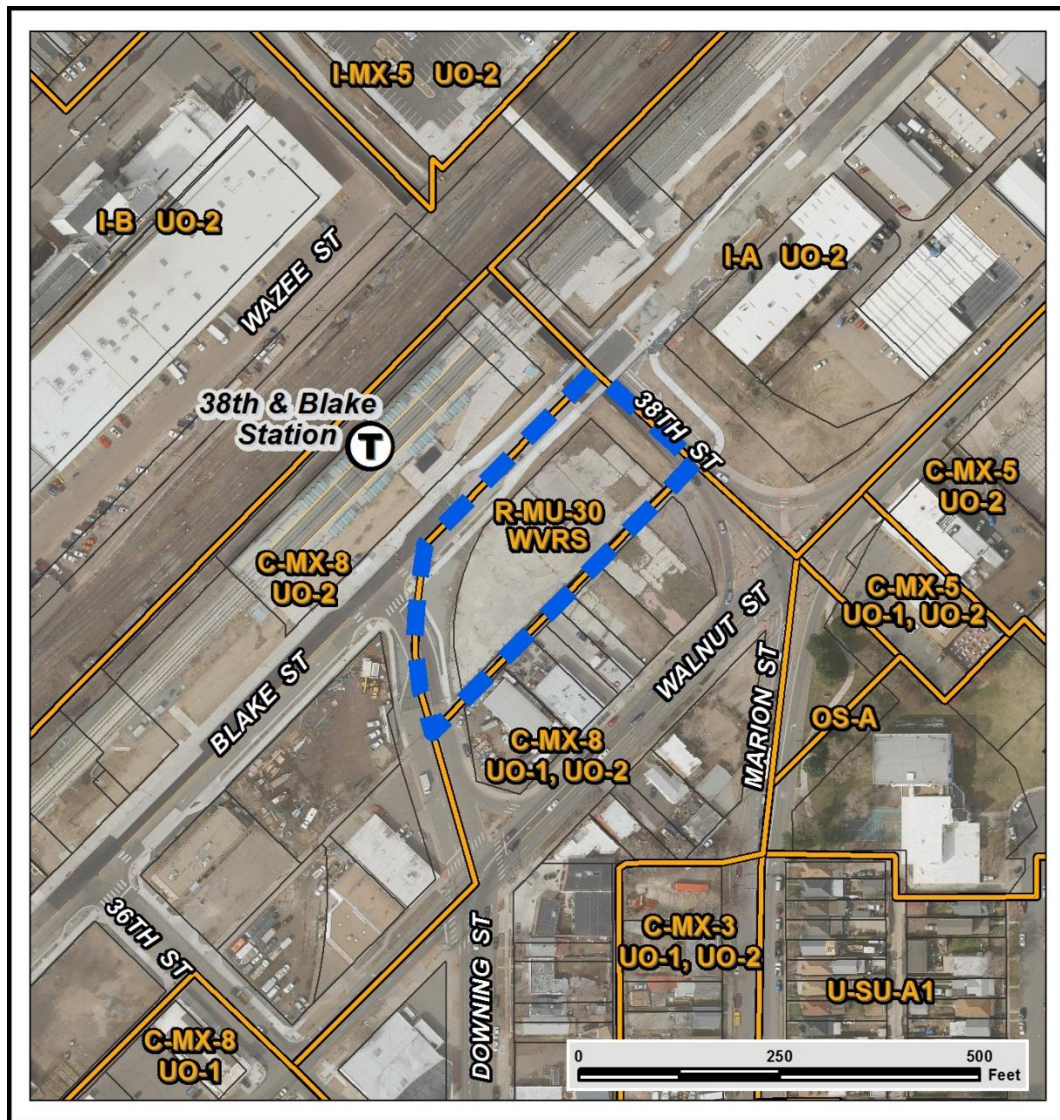 I-MX-5 UO-2
I-B UO-2
WAZEE ST
I-A UO-2
38th & Blake
Station
T
38TH ST
R-MU-30
WVRS
C-MX-5
UO-2
C-MX-8
UO-2
C-MX-5
UO-1, UO-2
BLAKE ST
WALNUT ST
MARION ST
OS-A
C-MX-8
UO-1, UO-2
36TH ST
DOWNING ST
C-MX-3
UO-1, UO-2
U-SU-A1
C-MX-8
UO-1
0 250 500
Feet